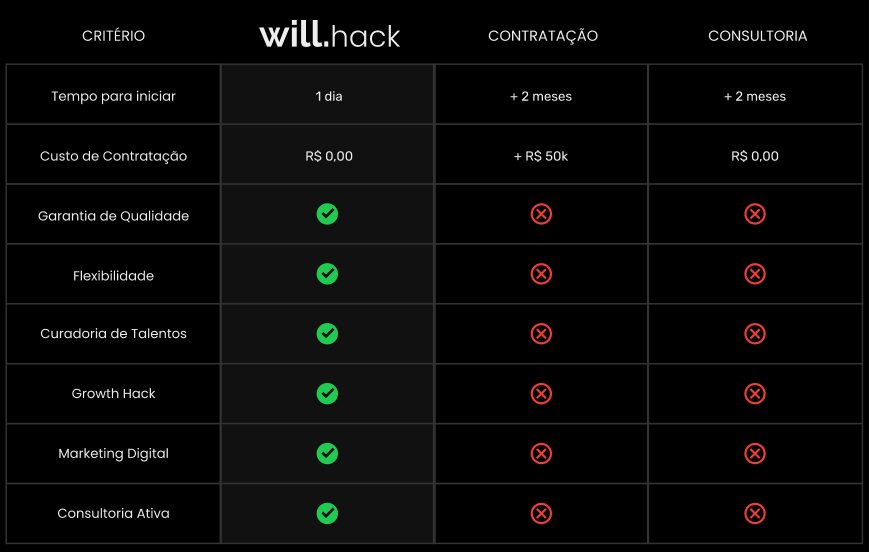 CRITÉRIO
will.hack
CONTRATAÇÃO
CONSULTORIA
Tempo para iniciar
1 dia
+ 2 meses
+ 2 meses
Custo de Contratação
R$ 0,00
+ R$ 50k
R$ 0,00
Garantia de Qualidade
Flexibilidade
Curadoria de Talentos
Growth Hack
Marketing Digital
Consultoria Ativa